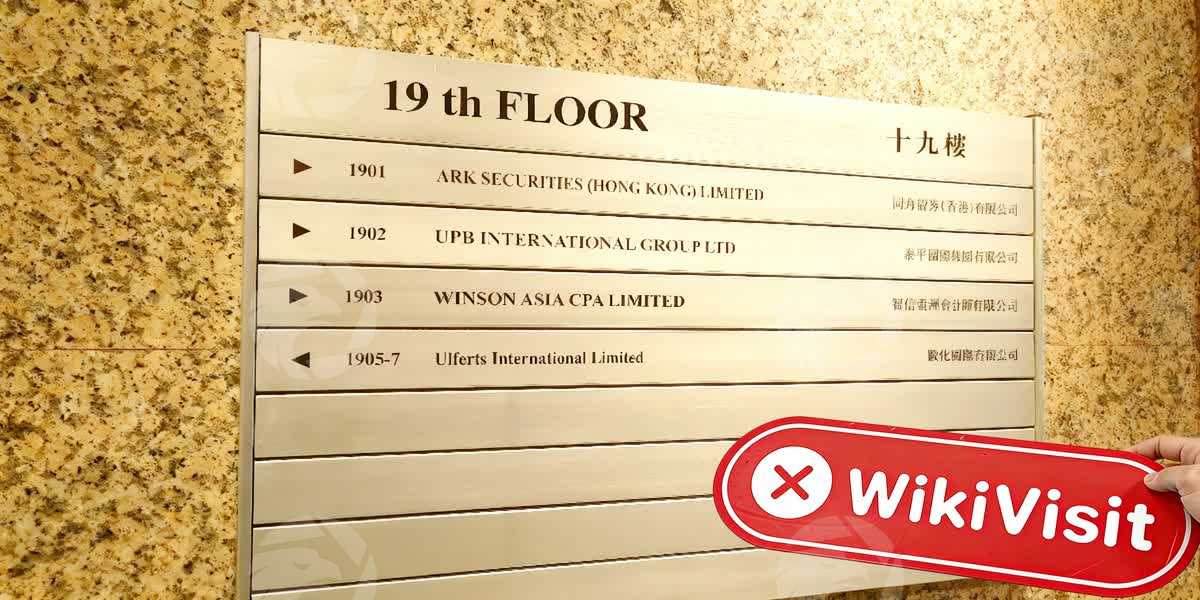 19 th FLOOR 十九樓
1901 ARK SECURITIES (HONG KONG) LIMITED 同舟證券(香港)有限公司
1902 UPB INTERNATIONAL GROUP LTD 泰平國際集團有限公司
1903 WINSON ASIA CPA LIMITED 信亞洲會計師有限公司
1905-7 Ulferts International Limited 歐化國際有限公司
WikiVisit